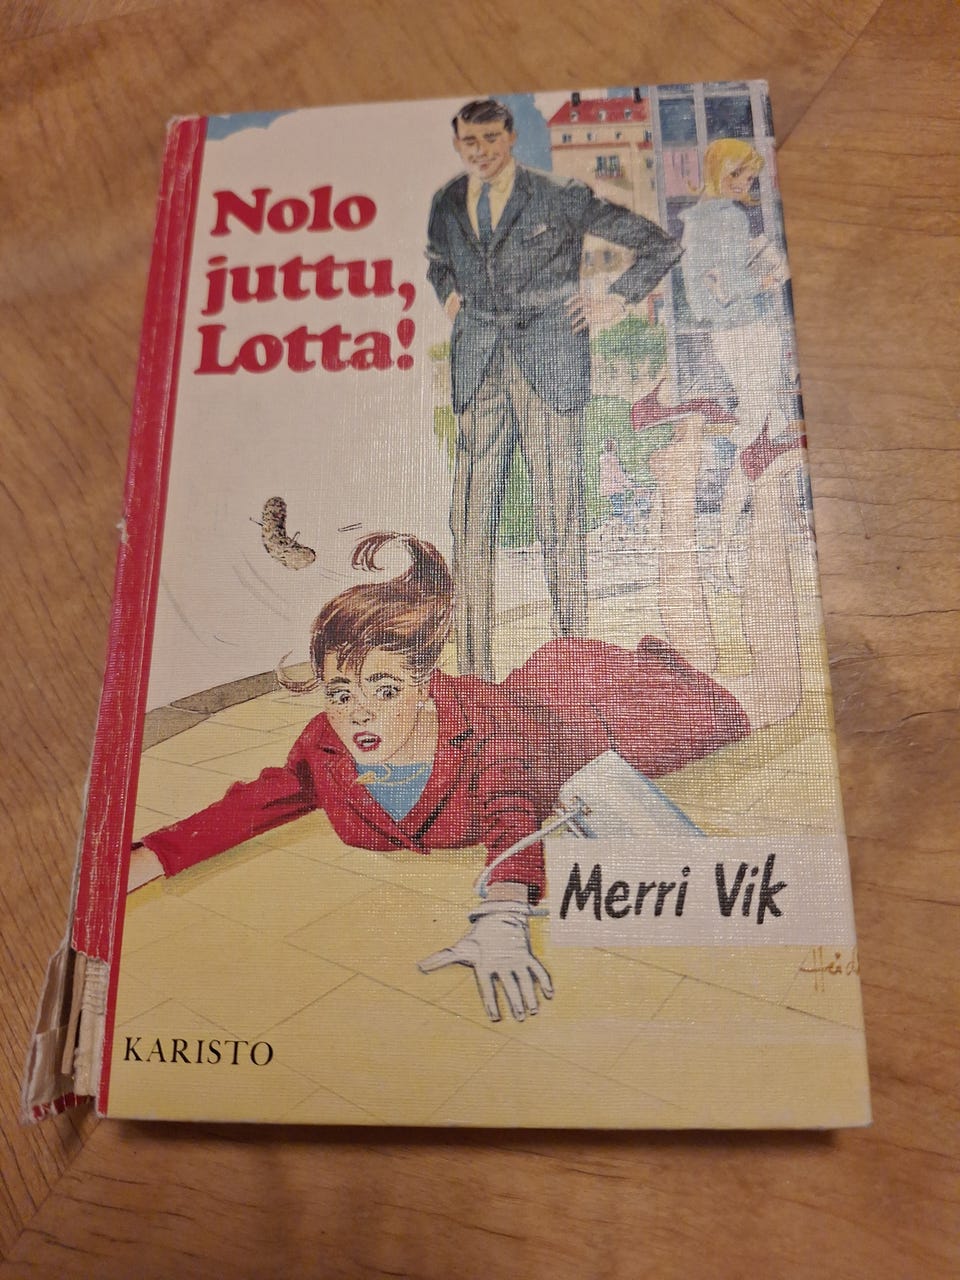 Nolo
juttu,
Lotta!
Merri Vik
KARISTO